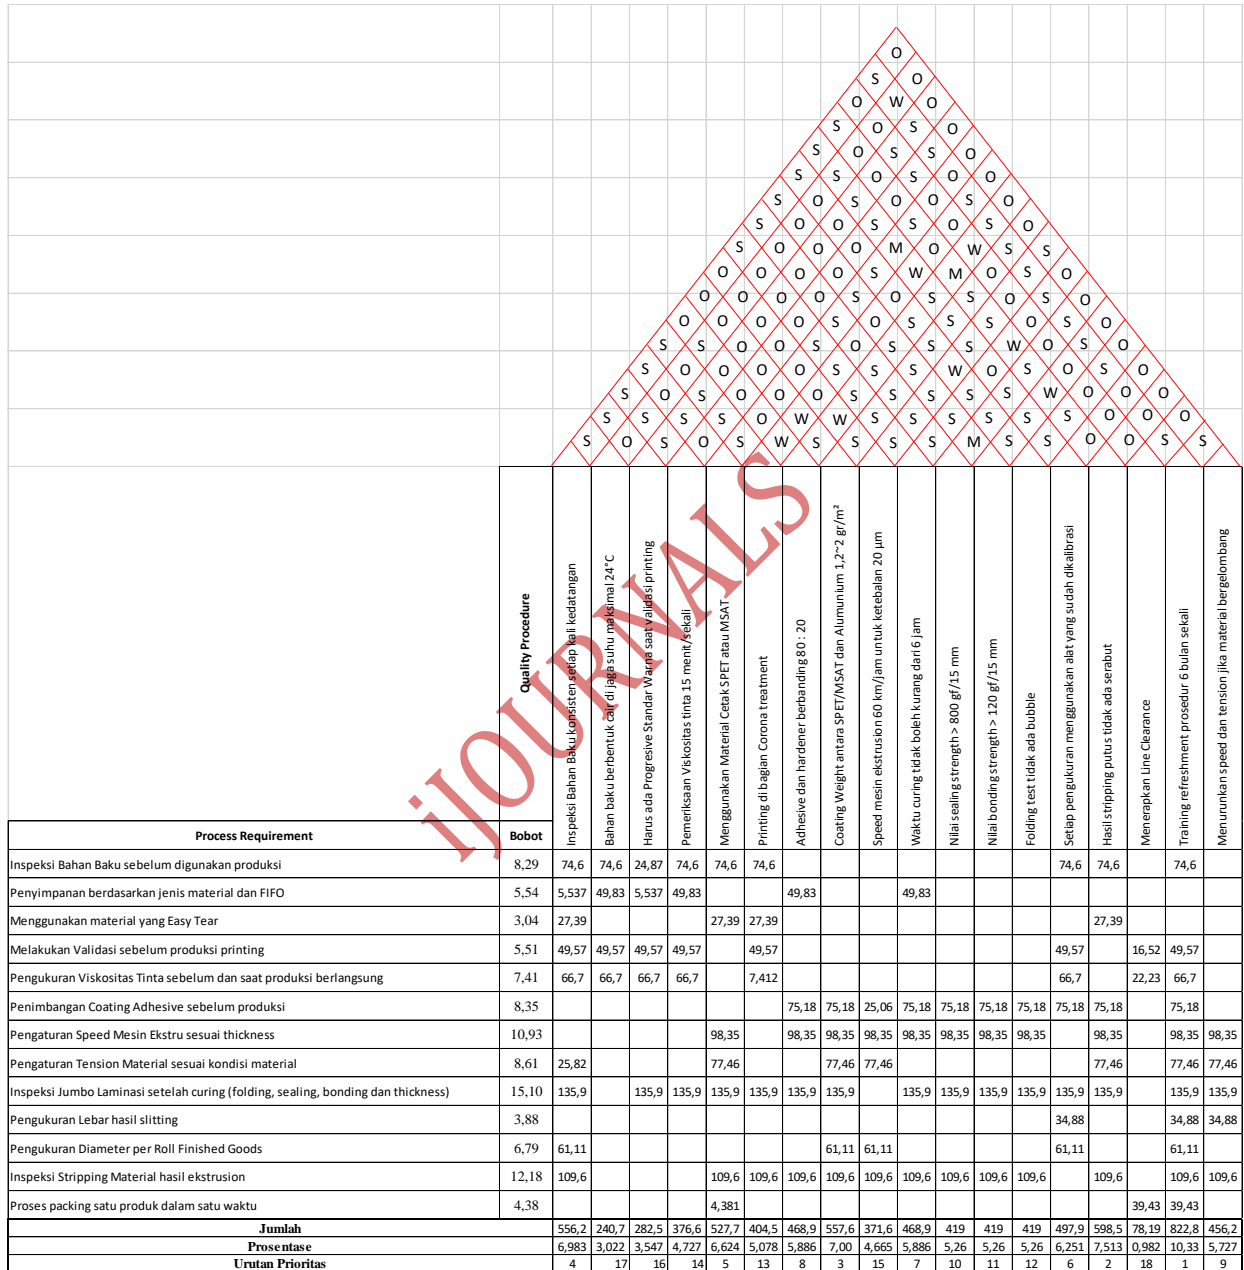 O
S O
O W O
S O S O
S O S S O
S S O S O O
S O S O O S O
S O O S S O S O
S O O O M O W S S
O O O O S W M O S O
O O O O S O S S O S O
O O O O S O S S S O S O
S S O O S O S S W O S O
S O O O O S S S W O S O S O
S O S O O O S S S S S W O O O
S S S S O W W S S S S S S O O O
S O S O S W S S S S M S S O O S S
Quality Procedure
Inspeksi Bahan Baku konsisten setiap kali kedatangan
Bahan baku berbentuk cair di jaga suhu maksimal 24°C
Harus ada Progresive Standar Warna saat validasi printing
Pemeriksaan Viskositas tinta 15 menit/sekali
Menggunakan Material Cetak SPET atau MSAT
Printing di bagian Corona treatment
Adhesive dan hardener berbanding 80 : 20
Coating Weight antara SPET/MSAT dan Alumunium 1,2~2 gr/m²
Speed mesin ekstrusion 60 km/jam untuk ketebalan 20 µm
Waktu curing tidak boleh kurang dari 6 jam
Nilai sealing strength > 800 gf/15 mm
Nilai bonding strength > 120 gf/15 mm
Folding test tidak ada bubble
Setiap pengukuran menggunakan alat yang sudah dikalibrasi
Hasil stripping putus tidak ada serabut
Menerapkan Line Clearance
Training refreshment prosedur 6 bulan sekali
Menurunkan speed dan tension jika material bergelombang
iJOURNALS
Process Requirement Bobot
Inspeksi Bahan Baku sebelum digunakan produksi 8,29 74,6 74,6 24,87 74,6 74,6 74,6 74,6 74,6 74,6
Penyimpanan berdasarkan jenis material dan FIFO 5,54 5,537 49,83 5,537 49,83 49,83 49,83
Menggunakan material yang Easy Tear 3,04 27,39 27,39 27,39 27,39
Melakukan Validasi sebelum produksi printing 5,51 49,57 49,57 49,57 49,57 49,57 49,57 16,52 49,57
Pengukuran Viskositas Tinta sebelum dan saat produksi berlangsung 7,41 66,7 66,7 66,7 66,7 7,412 66,7 22,23 66,7
Penimbangan Coating Adhesive sebelum produksi 8,35 75,18 75,18 25,06 75,18 75,18 75,18 75,18 75,18 75,18 75,18
Pengaturan Speed Mesin Ekstru sesuai thickness 10,93 98,35 98,35 98,35 98,35 98,35 98,35 98,35 98,35 98,35 98,35 98,35
Pengaturan Tension Material sesuai kondisi material 8,61 25,82 77,46 77,46 77,46 77,46 77,46 77,46
Inspeksi Jumbo Laminasi setelah curing (folding, sealing, bonding dan thickness) 15,10 135,9 135,9 135,9 135,9 135,9 135,9 135,9 135,9 135,9 135,9 135,9 135,9 135,9 135,9 135,9
Pengukuran Lebar hasil slitting 3,88 34,88 34,88 34,88
Pengukuran Diameter per Roll Finished Goods 6,79 61,11 61,11 61,11 61,11 61,11
Inspeksi Stripping Material hasil ekstrusion 12,18 109,6 109,6 109,6 109,6 109,6 109,6 109,6 109,6 109,6 109,6 109,6 109,6 109,6
Proses packing satu produk dalam satu waktu 4,38 4,381 39,43 39,43
Jumlah 556,2 240,7 282,5 376,6 527,7 404,5 468,9 557,6 371,6 468,9 419 419 419 497,9 598,5 78,19 822,8 456,2
Prosentase 6,983 3,022 3,547 4,727 6,624 5,078 5,886 7,00 4,665 5,886 5,26 5,26 5,26 6,251 7,513 0,982 10,33 5,727
Urutan Prioritas 4 17 16 14 5 13 8 3 15 7 10 11 12 6 2 18 1 9